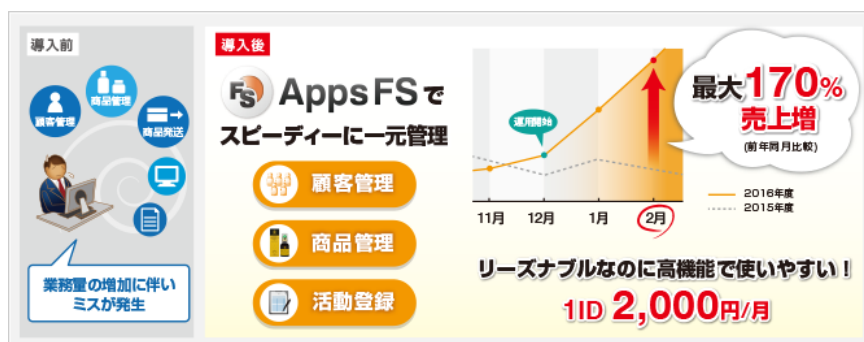 導入前
商品管理
顧客管理
商品発送
業務量の増加に伴い
ミスが発生
導入後
FS AppsFSで
スピーディーに一元管理
顧客管理
商品管理
活動登録
運用開始
最大170%
売上増
(前年同月比較)
2016年度
2015年度
11月 12月 1月 2月
リーズナブルなのに高機能で使いやすい！
1ID 2,000円/月